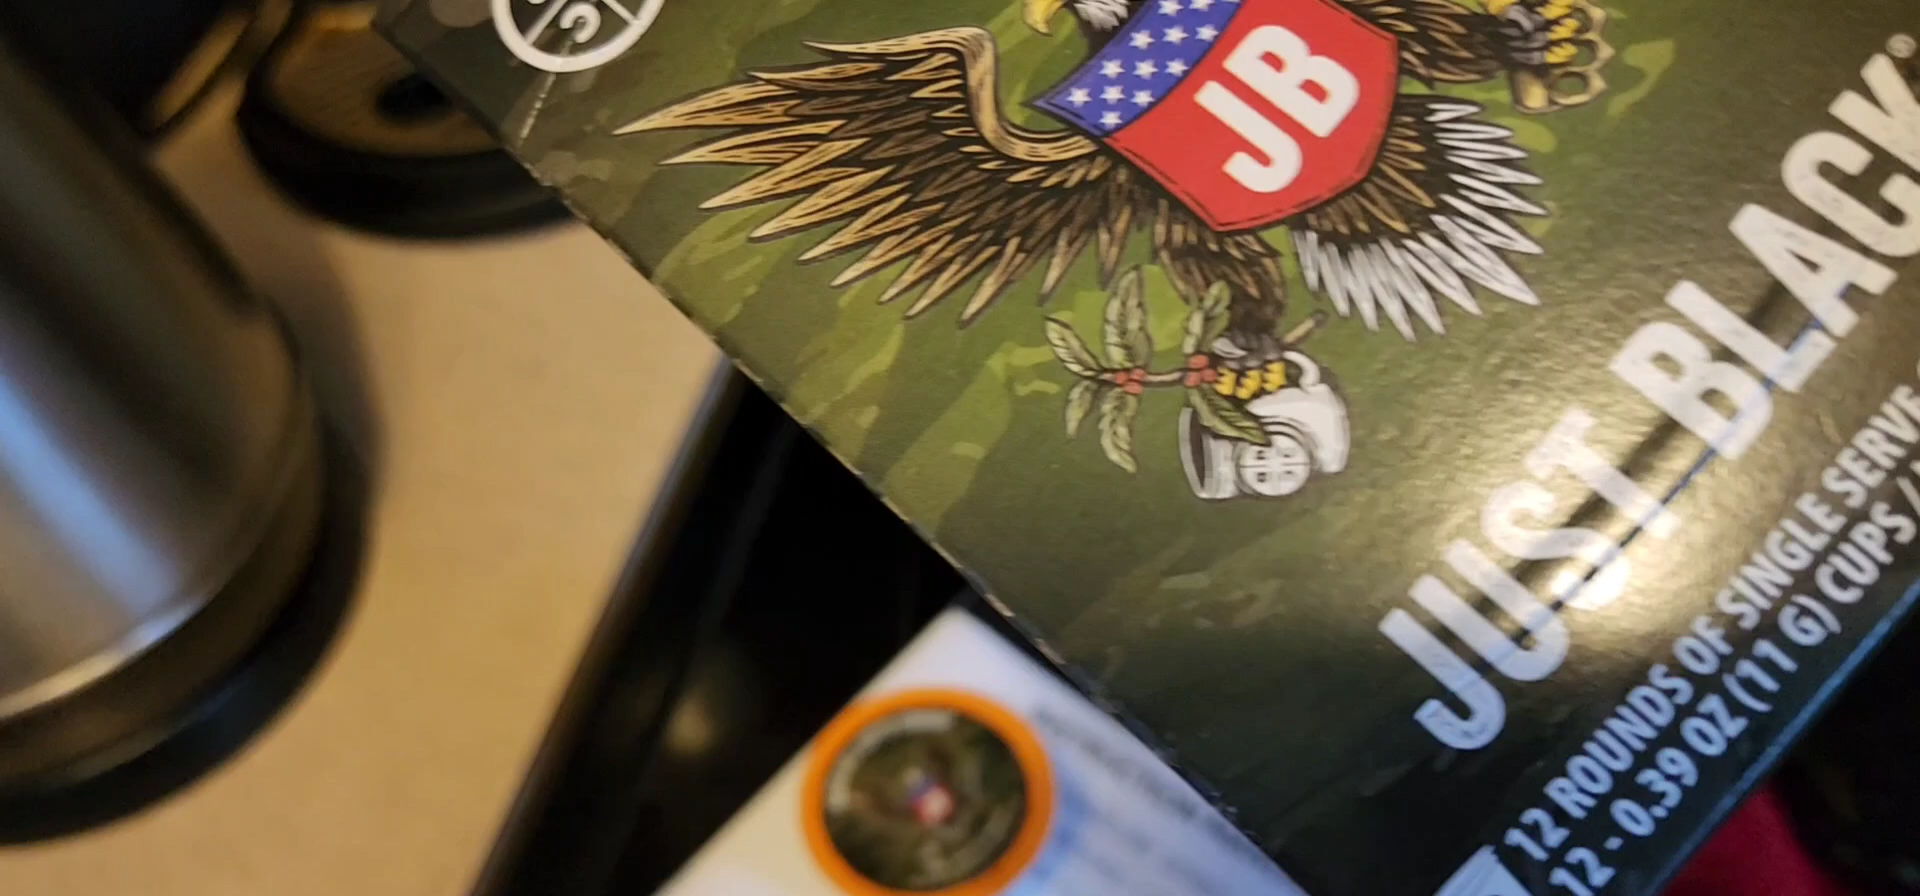 JB
JUST BLACK®
12 ROUNDS OF SINGLE SERVE
12 - 0.39 OZ (11 G) CUPS /